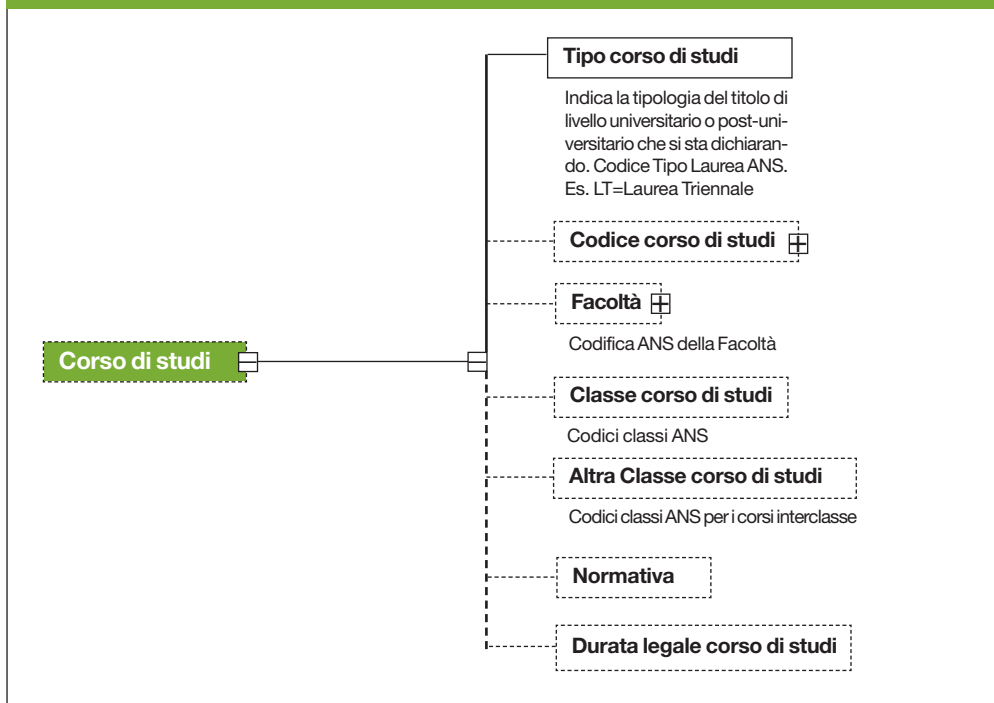 Tipo corso di studi
Indica la tipologia del titolo di
livello universitario o post-uni-
versitario che si sta dichiaran-
do. Codice Tipo Laurea ANS.
Es. LT=Laurea Triennale
Codice corso di studi
Facoltà
Codifica ANS della Facoltà
Corso di studi
Classe corso di studi
Codici classi ANS
Altra Classe corso di studi
Codici classi ANS per i corsi interclasse
Normativa
Durata legale corso di studi